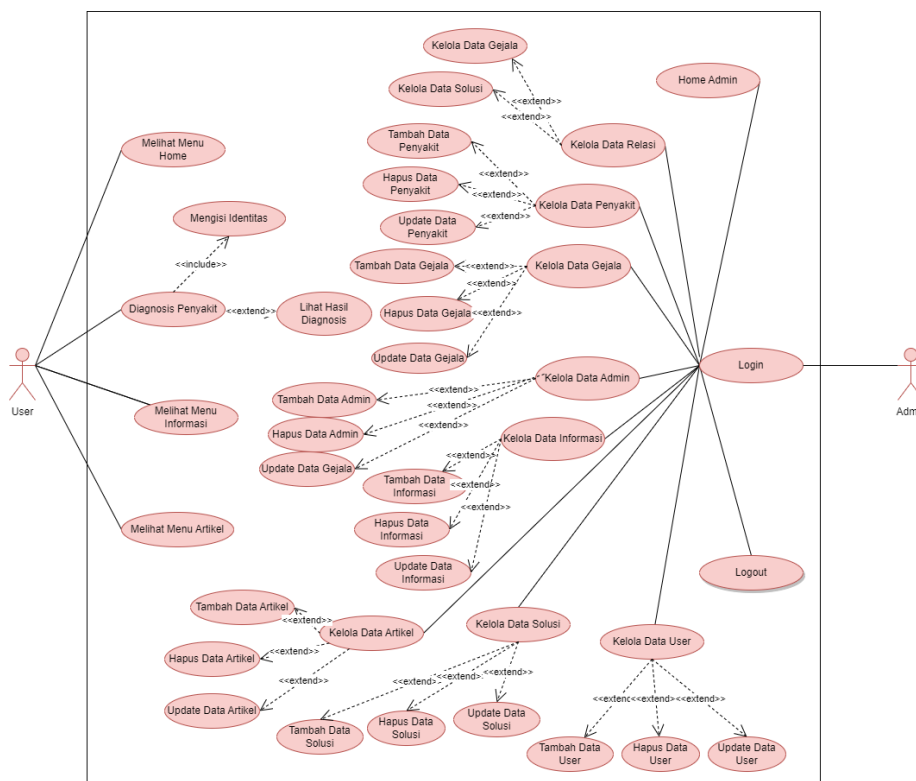 Kelola Data Gejala
Home Admin
Kelola Data Solusi
<<extend>>
<<extend>>
Melihat Menu
Home
Tambah Data
Penyakit
Kelola Data Relasi
<<extend>>
Hapus Data
Penyakit
<<extend>>
Kelola Data Penyakit
Mengisi Identitas
Update Data
Penyakit
<<extend>>
<<include>>
Tambah Data Gejala
<<extend>>
Kelola Data Gejala
Diagnosis Penyakit
<<extend>>
Lihat Hasil
Diagnosis
Hapus Data Gejala
<<extend>>
<<extend>>
Update Data Gejala
Login
User
Admi
Kelola Data Admin
Tambah Data Admin
<<extend>>
<<extend>>
<<extend>>
Hapus Data Admin
Melihat Menu
Informasi
Kelola Data Informasi
Update Data Gejala
<<extend>>
Tambah Data
Informasi
<<extend>>
<<extend>>
Hapus Data
Informasi
Melihat Menu Artikel
Update Data
Informasi
Logout
Tambah Data Artikel
<<extend>>
Kelola Data Artikel
Kelola Data Solusi
Kelola Data User
Hapus Data Artikel
<<extend>>
<<extend>>
<<extend>>
<<extend>>
<<extend>>
Update Data Artikel
<<extend>>
<<extend>>
<<extend>>
Tambah Data
Solusi
Hapus Data
Solusi
Update Data
Solusi
Tambah Data
User
Hapus Data
User
Update Data
User